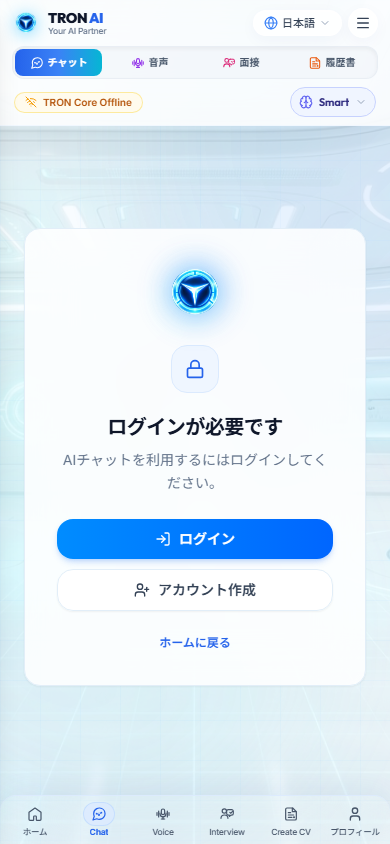 TRON AI
Your AI Partner
日本語
チャット
音声
面接
履歴書
TRON Core Offline
Smart
ログインが必要です
AIチャットを利用するにはログインしてく
ださい。
ログイン
アカウント作成
ホームに戻る
ホーム
Chat
Voice
Interview
Create CV
プロフィール